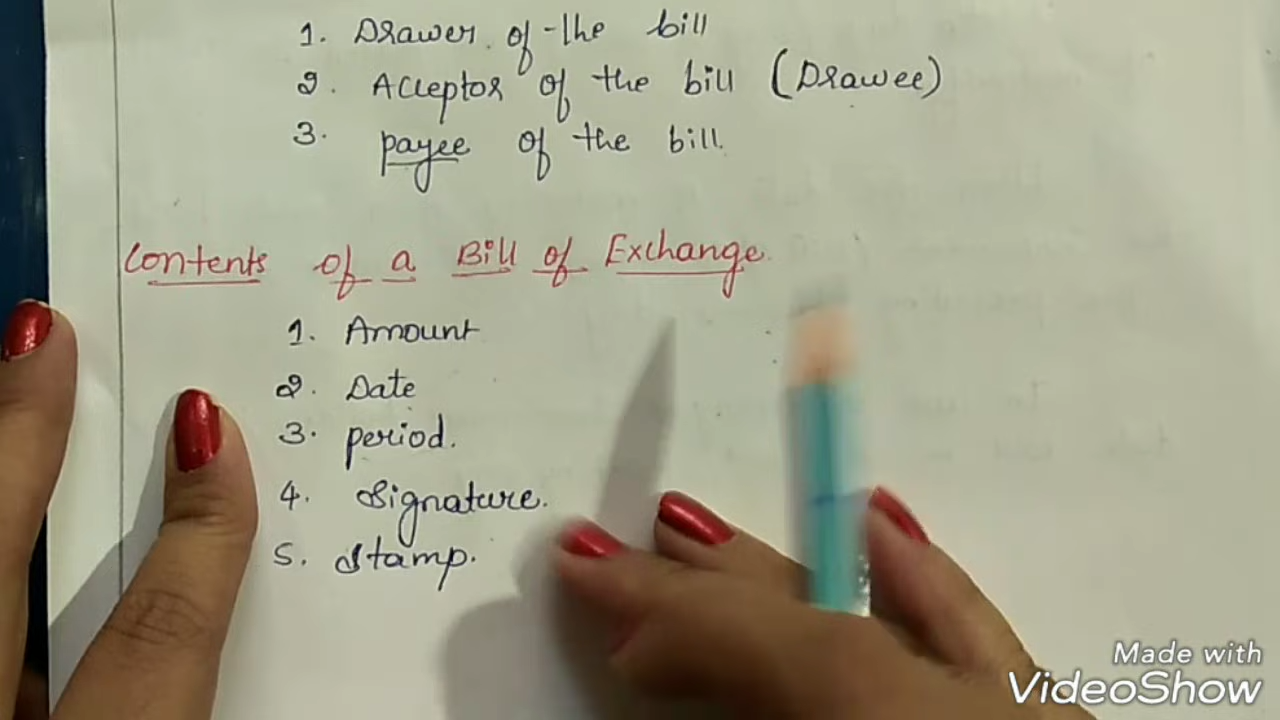 1. Drawer of the bill
2. Acceptor of the bill (Drawee)
3. payee of the bill.
Contents of a Bill of Exchange.
1. Amount
2. Date
3. period.
4. Signature.
5. Stamp.
Made with
VideoShow